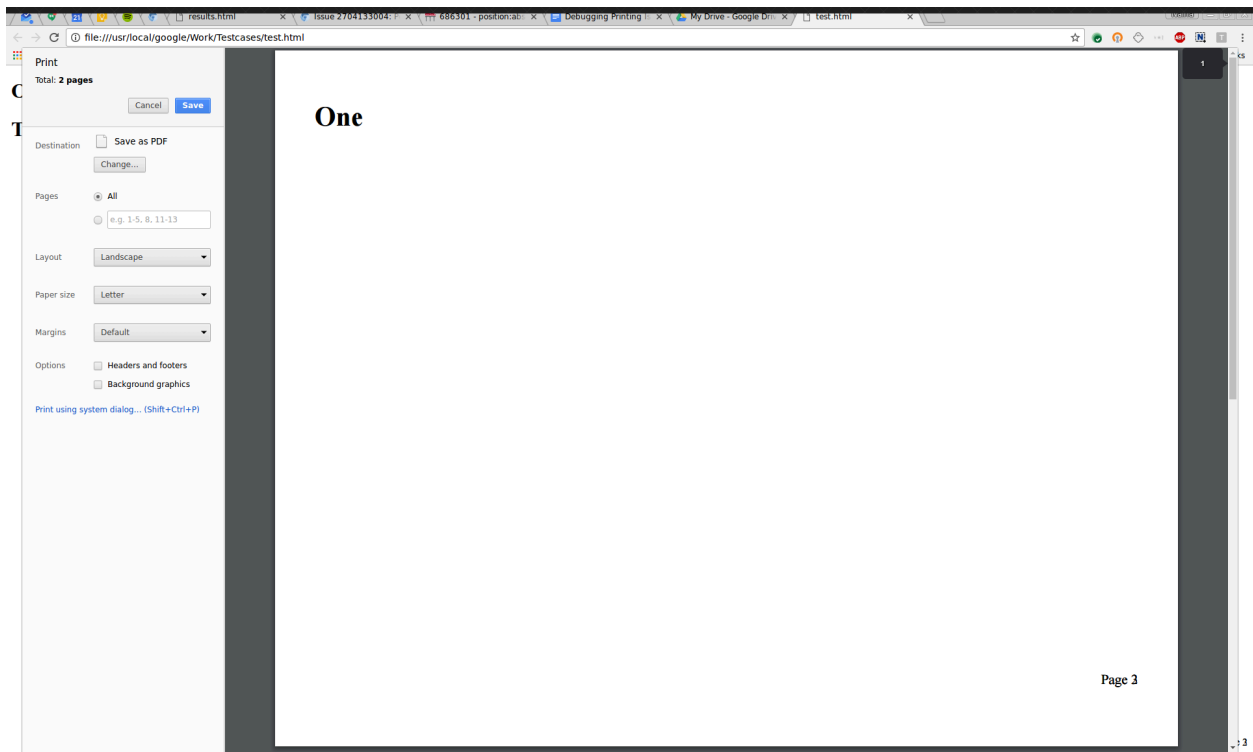 results.html
Issue 2704133004: P
686301 - position:ab
Debugging Printing I
My Drive - Google Driv
test.html
file:///usr/local/google/Work/Testcases/test.html
Print
Total: 2 pages
Cancel
Save
Destination
Save as PDF
Change...
Pages
All
e.g. 1-5, 8, 11-13
Layout
Landscape
Paper size
Letter
Margins
Default
Options
Headers and footers
Background graphics
Print using system dialog... (Shift+Ctrl+P)
One
1
Page